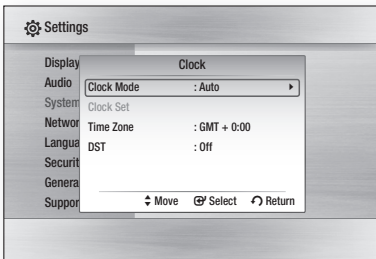 Settings
Display
Audio
System
Networ
Langua
Securit
Genera
Suppor
Clock
Clock Mode : Auto
Clock Set
Time Zone : GMT + 0:00
DST : Off
Move Select Return